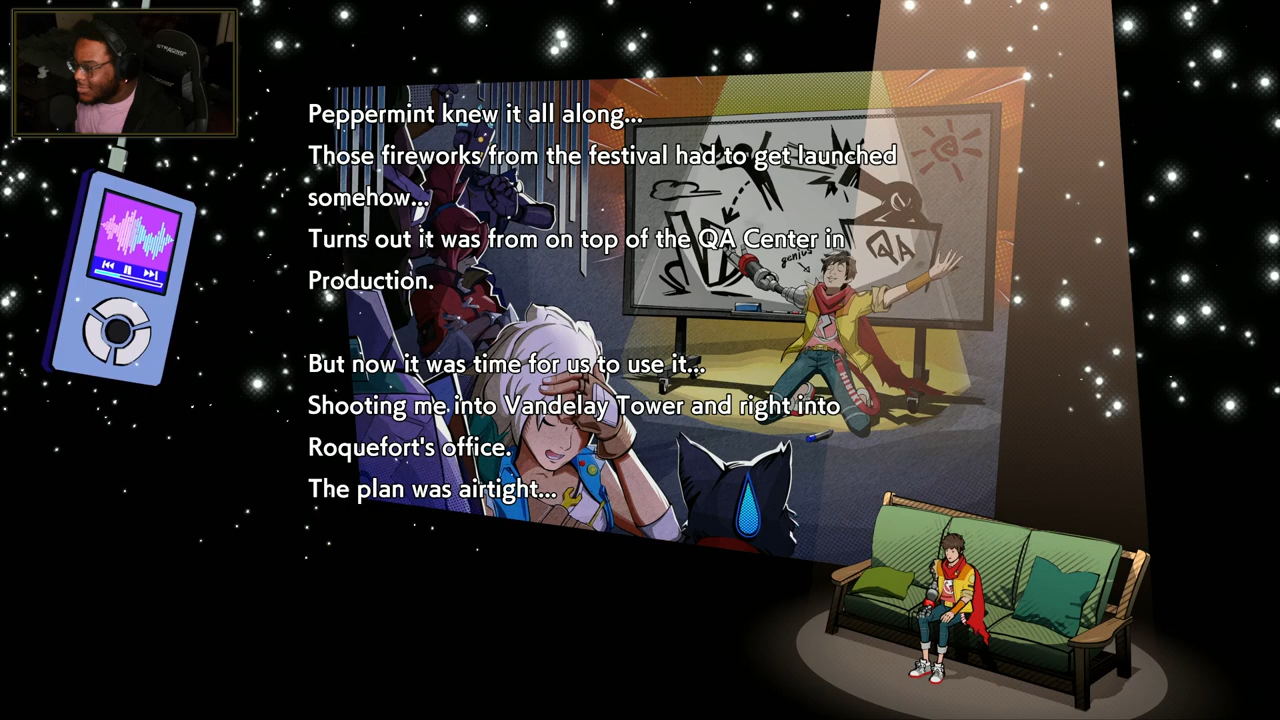 Peppermint knew it all along...
Those fireworks from the festival had to get launched
somehow...
Turns out it was from on top of the QA Center in
Production.
But now it was time for us to use it...
Shooting me into Vandelay Tower and right into
Roquefort's office.
The plan was airtight...
QA
genius